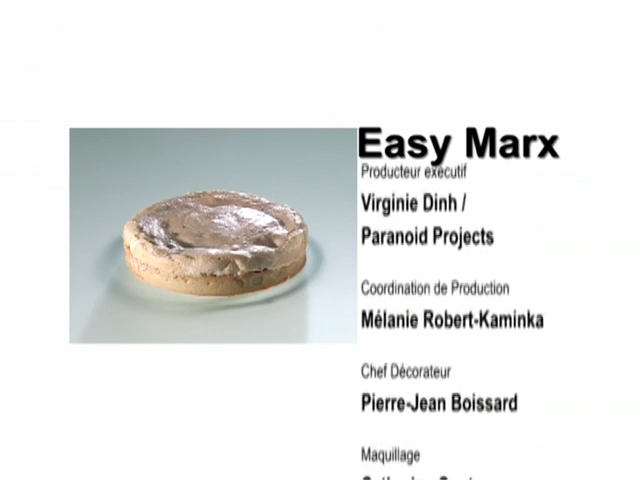 Easy Marx
Producteur exécutif
Virginie Dinh /
Paranoid Projects
Coordination de Production
Mélanie Robert-Kaminka
Chef Décorateur
Pierre-Jean Boissard
Maquillage